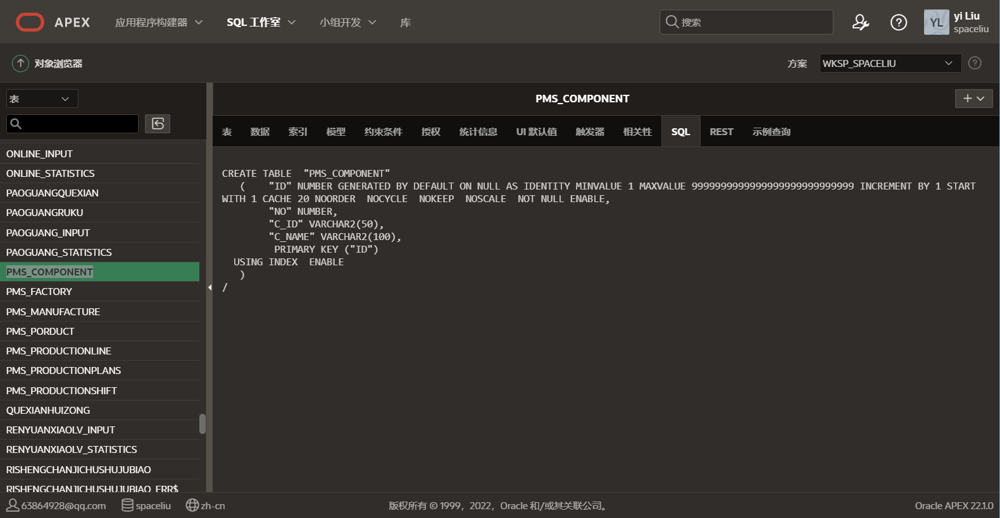 APEX 应用程序构建器 SQL 工作室 小组开发 库 搜索 YL yi Liu
spaceliu
对象浏览器 方案 WKSP_SPACELIU
表
PMS_COMPONENT
表 数据 索引 模型 约束条件 授权 统计信息 UI 默认值 触发器 相关性 SQL REST 示例查询
ONLINE_INPUT
ONLINE_STATISTICS
PAOGUANGQUEXIAN
PAOGUANGRUKU
PAOGUANG_INPUT
PAOGUANG_STATISTICS
PMS_COMPONENT
PMS_FACTORY
PMS_MANUFACTURE
PMS_PORDUCT
PMS_PRODUCTIONLINE
PMS_PRODUCTIONPLANS
PMS_PRODUCTIONSHIFT
QUEXIANHUIZONG
RENYUANXIAOLV_INPUT
RENYUANXIAOLV_STATISTICS
RISHENGCHANJICHUSHUJUBIAO
RISHENGCHANJICHUSHUJUBIAO_ERR$
CREATE TABLE "PMS_COMPONENT"
( "ID" NUMBER GENERATED BY DEFAULT ON NULL AS IDENTITY MINVALUE 1 MAXVALUE 9999999999999999999999999999 INCREMENT BY 1 START
WITH 1 CACHE 20 NOORDER NOCYCLE NOKEEP NOSCALE NOT NULL ENABLE,
"NO" NUMBER,
"C_ID" VARCHAR2(50),
"C_NAME" VARCHAR2(100),
PRIMARY KEY ("ID")
USING INDEX ENABLE
)
/
63864928@qq.com spaceliu zh-cn 版权所有 © 1999，2022，Oracle 和/或其关联公司。 Oracle APEX 22.1.0